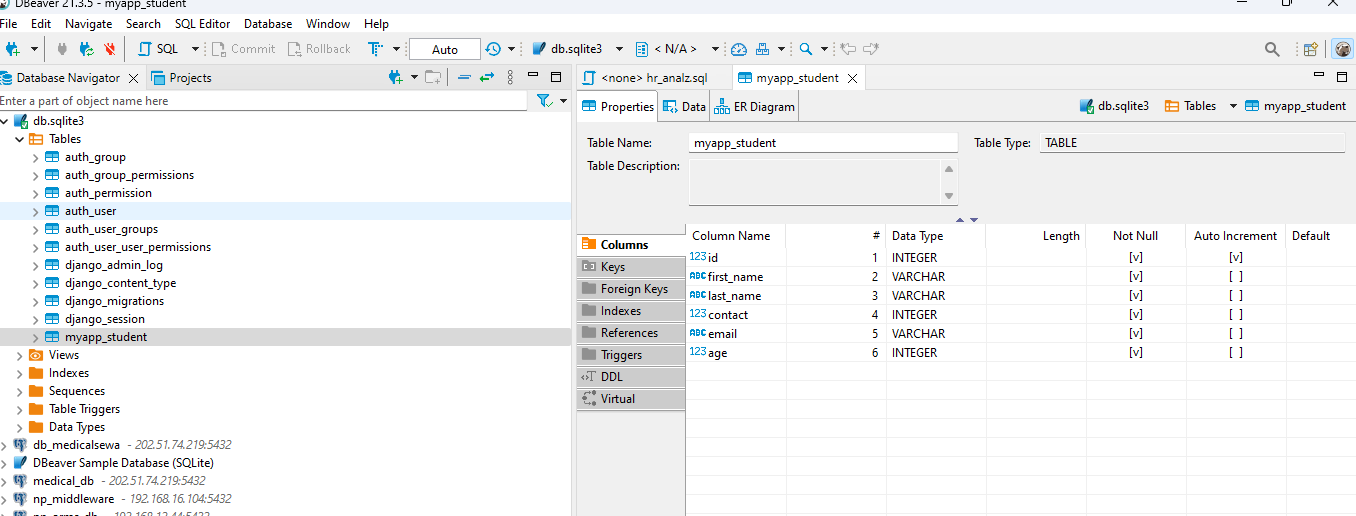 DBeaver 21.3.5 - myapp_student
File Edit Navigate Search SQL Editor Database Window Help
SQL Commit Rollback Auto db.sqlite3 < N/A >
Database Navigator Projects
<none> hr_analz.sql myapp_student
Enter a part of object name here
Properties Data ER Diagram db.sqlite3 Tables myapp_student
db.sqlite3
Tables
auth_group
auth_group_permissions
auth_permission
auth_user
auth_user_groups
auth_user_user_permissions
django_admin_log
django_content_type
django_migrations
django_session
myapp_student
Views
Indexes
Sequences
Table Triggers
Data Types
db_medicalsewa - 202.51.74.219:5432
DBeaver Sample Database (SQLite)
medical_db - 202.51.74.219:5432
np_middleware - 192.168.16.104:5432
Table Name: myapp_student Table Type: TABLE
Table Description:
Columns
Keys
Foreign Keys
Indexes
References
Triggers
DDL
Virtual
Column Name # Data Type Length Not Null Auto Increment Default
123 id 1 INTEGER [v] [v]
ABC first_name 2 VARCHAR [v] [ ]
ABC last_name 3 VARCHAR [v] [ ]
123 contact 4 INTEGER [v] [ ]
ABC email 5 VARCHAR [v] [ ]
123 age 6 INTEGER [v] [ ]